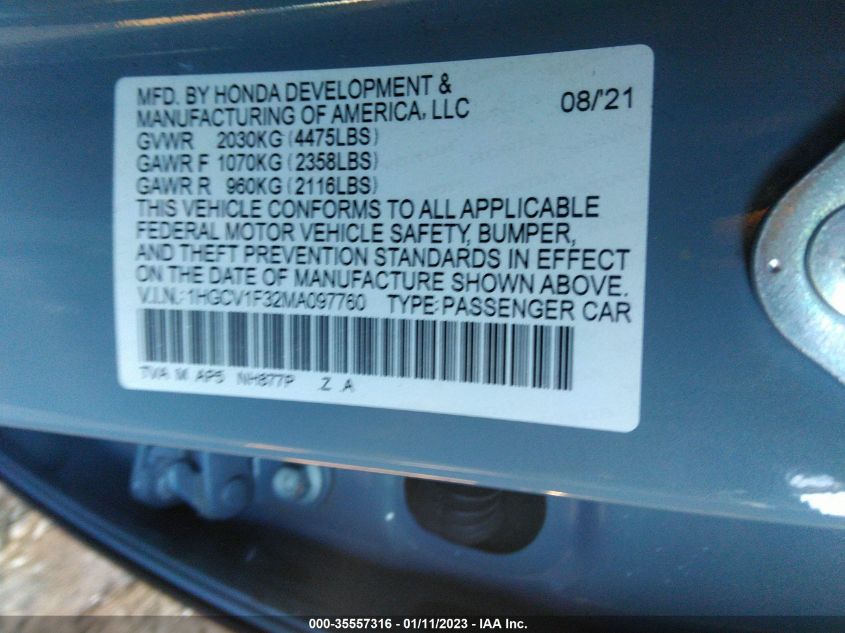 MFD. BY HONDA DEVELOPMENT &
MANUFACTURING OF AMERICA, LLC 08/'21
GVWR 2030KG (4475LBS)
GAWR F 1070KG (2358LBS)
GAWR R 960KG (2116LBS)
THIS VEHICLE CONFORMS TO ALL APPLICABLE
FEDERAL MOTOR VEHICLE SAFETY, BUMPER,
AND THEFT PREVENTION STANDARDS IN EFFECT
ON THE DATE OF MANUFACTURE SHOWN ABOVE.
V.I.N.: 1HGCV1F32MA097760 TYPE: PASSENGER CAR
TVA M AP5 NH877P Z A
000-35557316 - 01/11/2023 - IAA Inc.